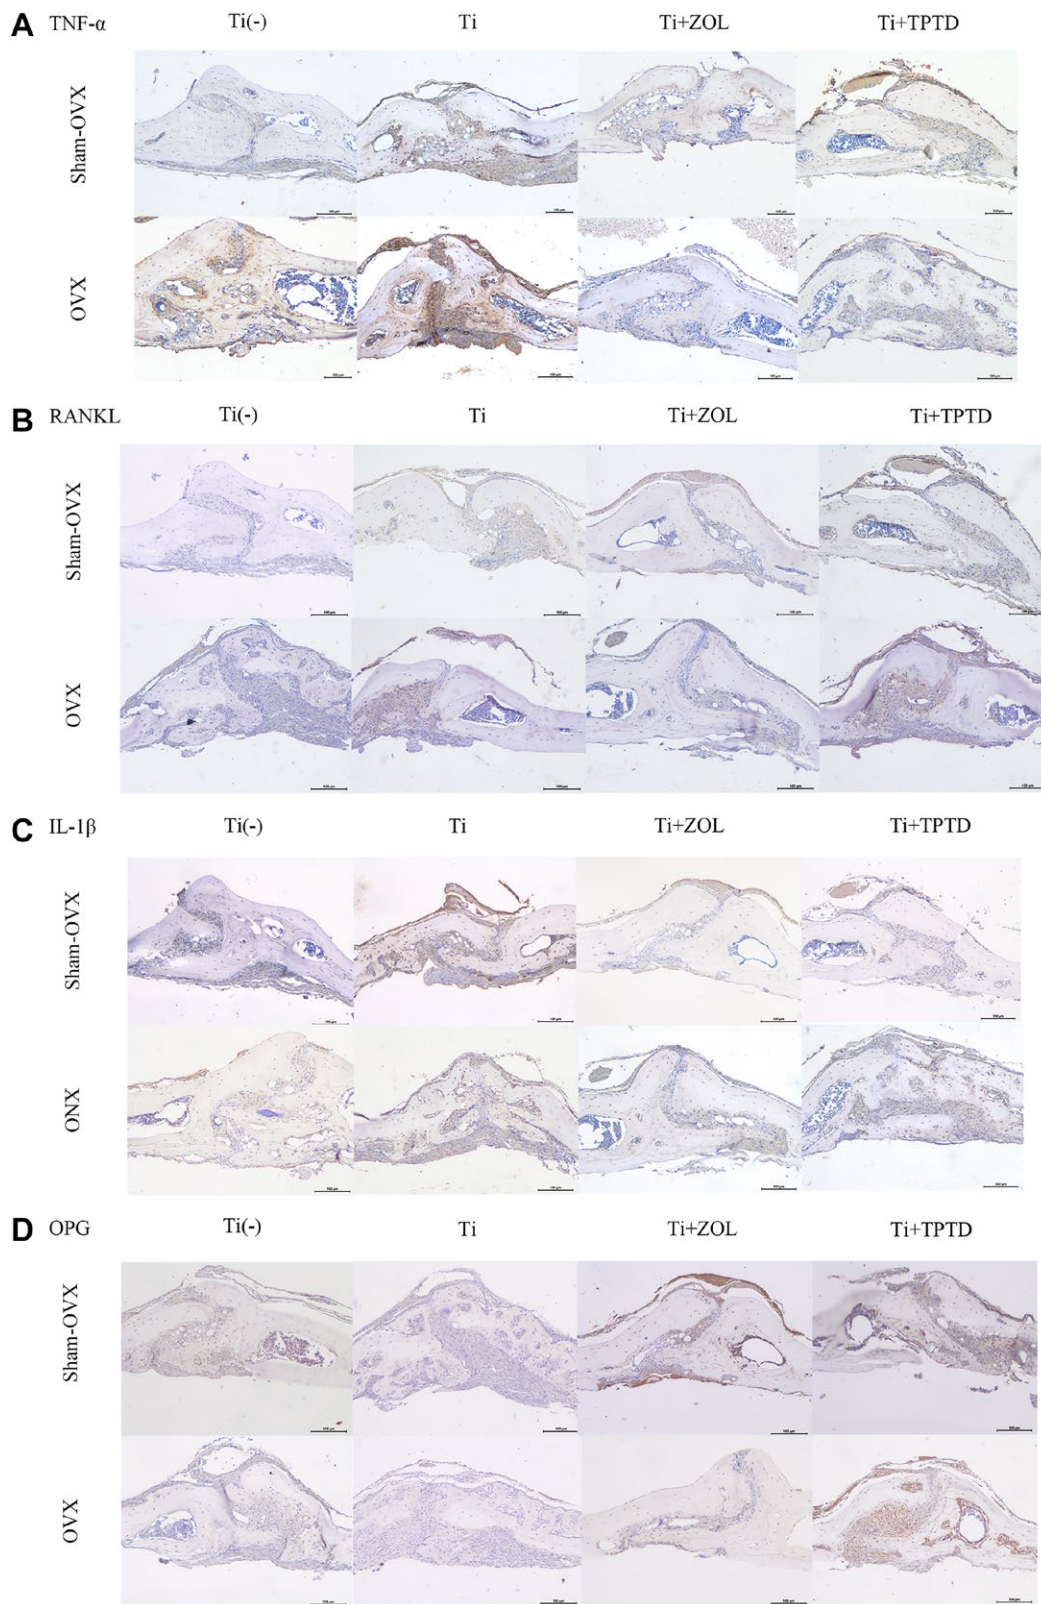 A TNF-α Ti(-) Ti Ti+ZOL Ti+TPTD
Sham-OVX
OVX
B RANKL Ti(-) Ti Ti+ZOL Ti+TPTD
Sham-OVX
OVX
C IL-1β Ti(-) Ti Ti+ZOL Ti+TPTD
Sham-OVX
ONX
D OPG Ti(-) Ti Ti+ZOL Ti+TPTD
Sham-OVX
OVX